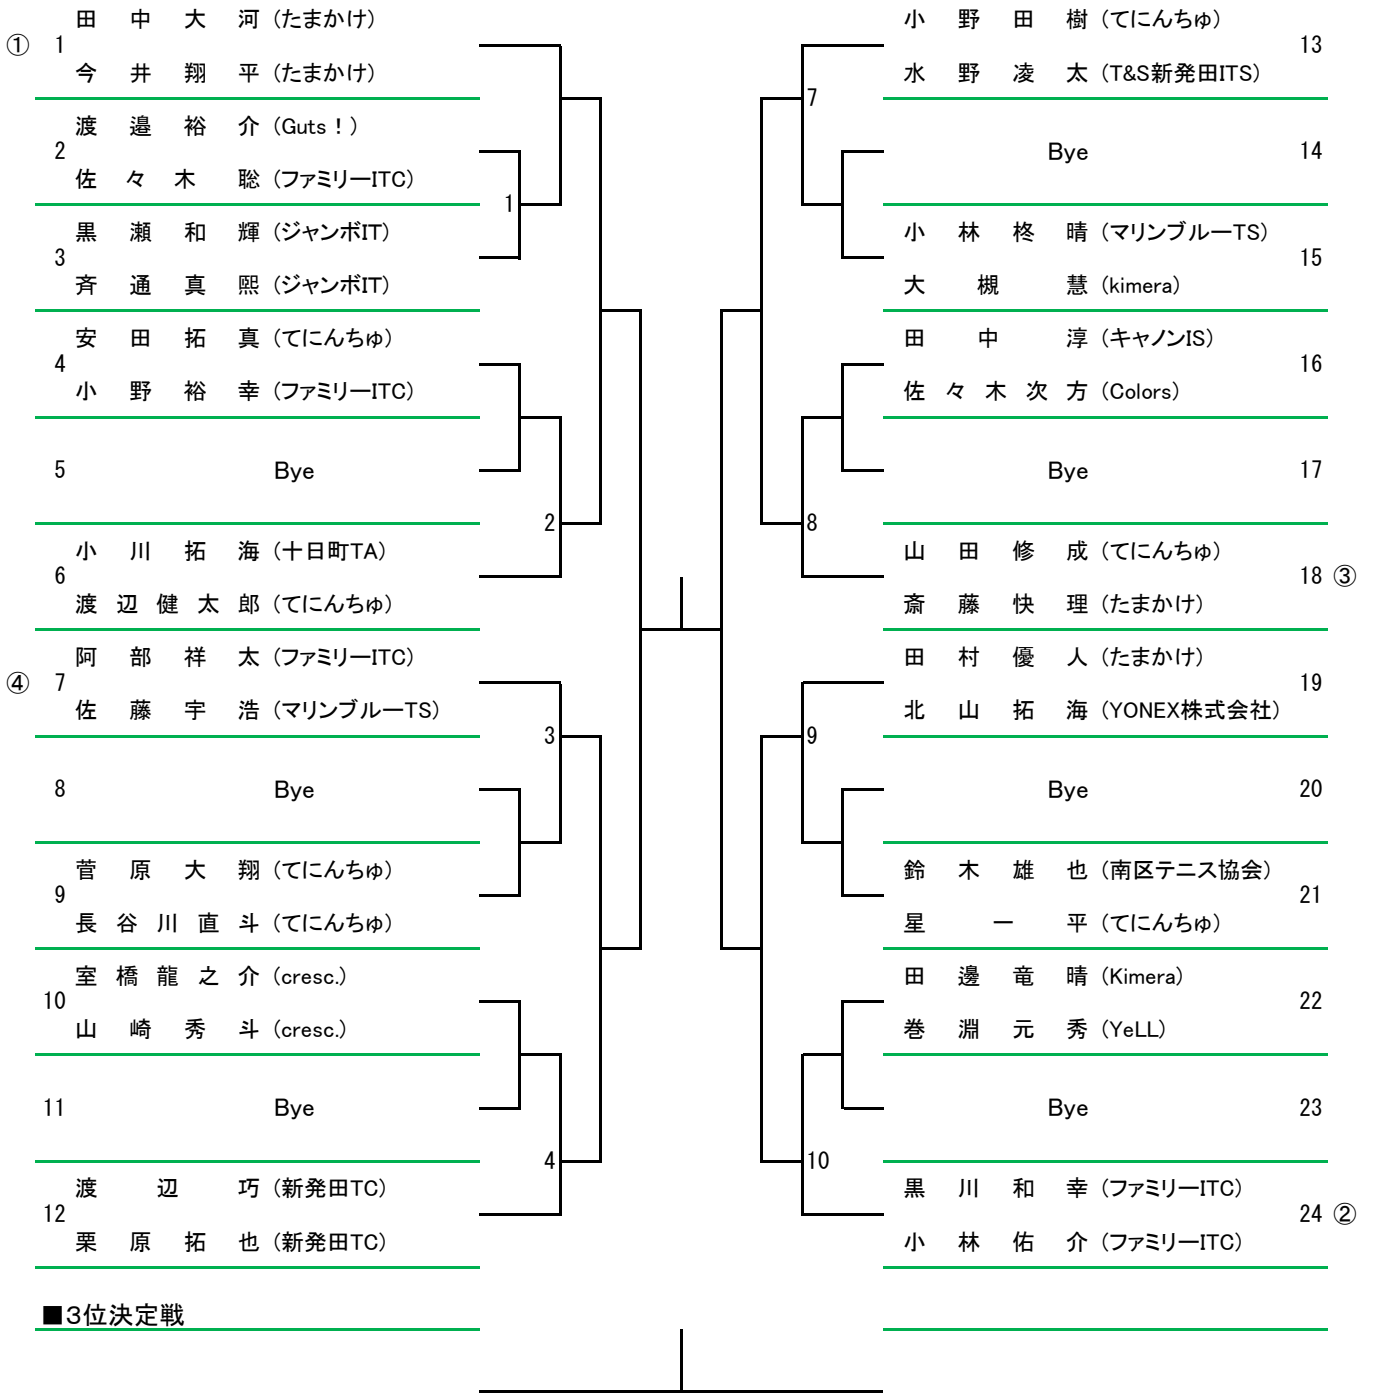 ① 1 田中大河 (たまかけ)
今井翔平 (たまかけ)
2 渡邉裕介 (Guts！)
佐々木聡 (ファミリーITC)
1
3 黒瀬和輝 (ジャンボIT)
斉通真熙 (ジャンボIT)
4 安田拓真 (てにんちゅ)
小野裕幸 (ファミリーITC)
5 Bye
2
6 小川拓海 (十日町TA)
渡辺健太郎 (てにんちゅ)
④ 7 阿部祥太 (ファミリーITC)
佐藤宇浩 (マリンブルーTS)
3
8 Bye
9 菅原大翔 (てにんちゅ)
長谷川直斗 (てにんちゅ)
10 室橋龍之介 (cresc.)
山崎秀斗 (cresc.)
11 Bye
4
12 渡辺巧 (新発田TC)
栗原拓也 (新発田TC)
小野田樹 (てにんちゅ) 13
水野凌太 (T&S新発田ITS)
7
Bye 14
小林柊晴 (マリンブルーTS) 15
大槻慧 (kimera)
田中淳 (キャノンIS) 16
佐々木次方 (Colors)
Bye 17
8
山田修成 (てにんちゅ) 18 ③
斎藤快理 (たまかけ)
田村優人 (たまかけ) 19
北山拓海 (YONEX株式会社)
9
Bye 20
鈴木雄也 (南区テニス協会) 21
星一平 (てにんちゅ)
田邊竜晴 (Kimera) 22
巻淵元秀 (YeLL)
Bye 23
10
黒川和幸 (ファミリーITC) 24 ②
小林佑介 (ファミリーITC)
■3位決定戦